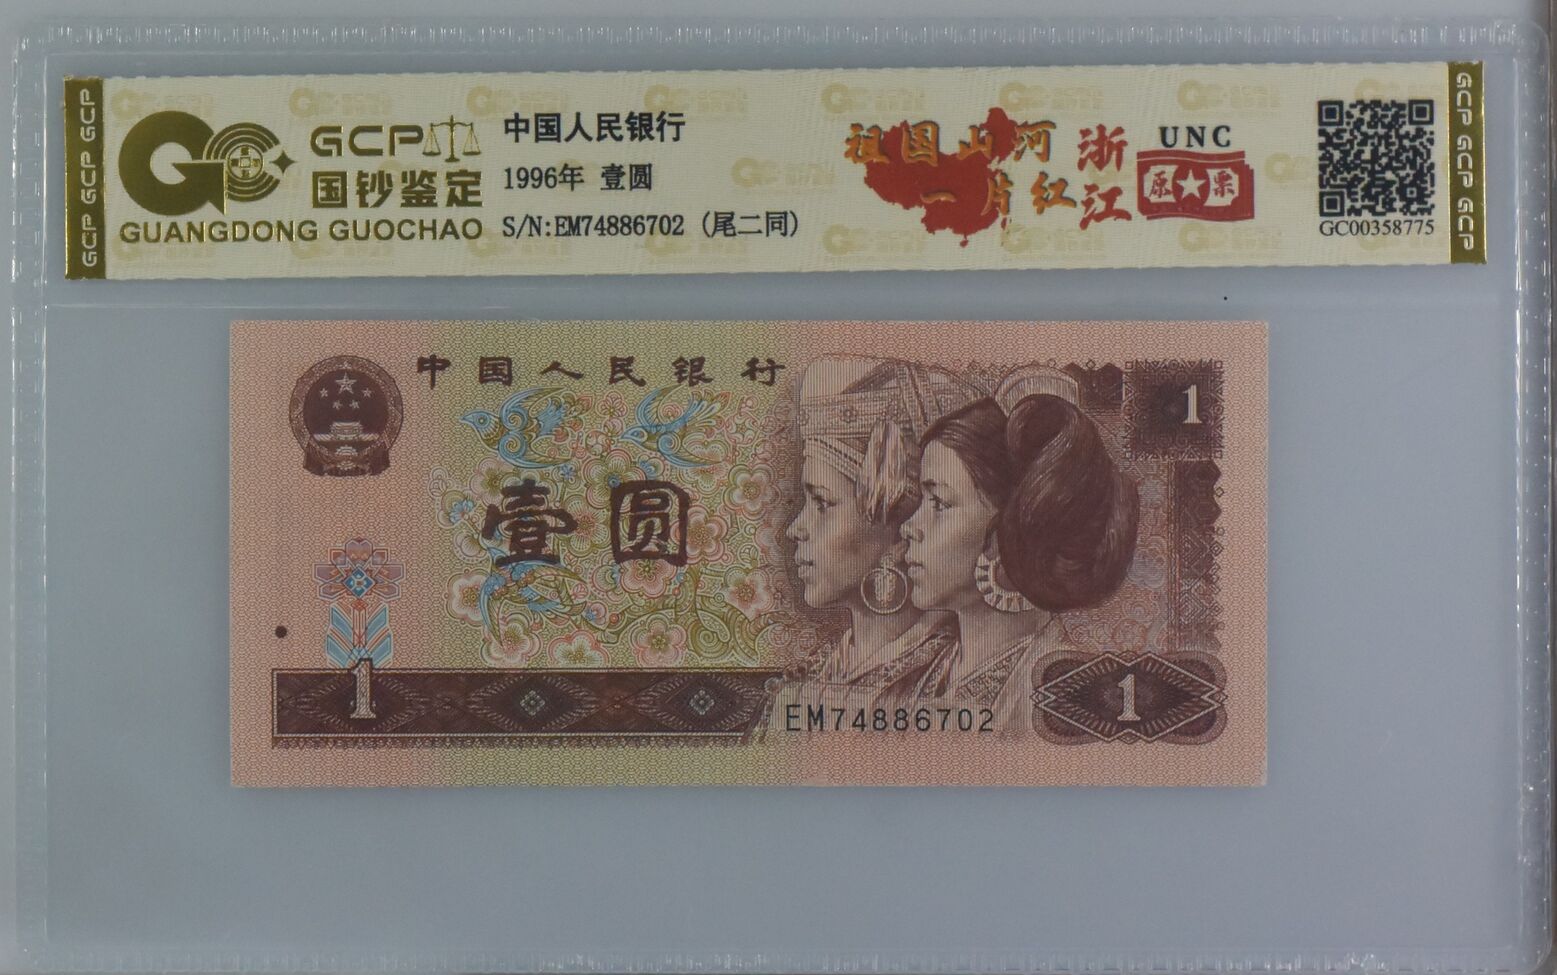 GCP GCP GCP
GCP
国钞鉴定
GUANGDONG GUOCHAO
中国人民银行
1996年 壹圆
S/N:EM74886702 (尾二同)
祖国山河
一片红
浙江
UNC
原票
GC00358775
GCP GCP GCP
中国人民银行
1
壹圆
1
EM74886702
1